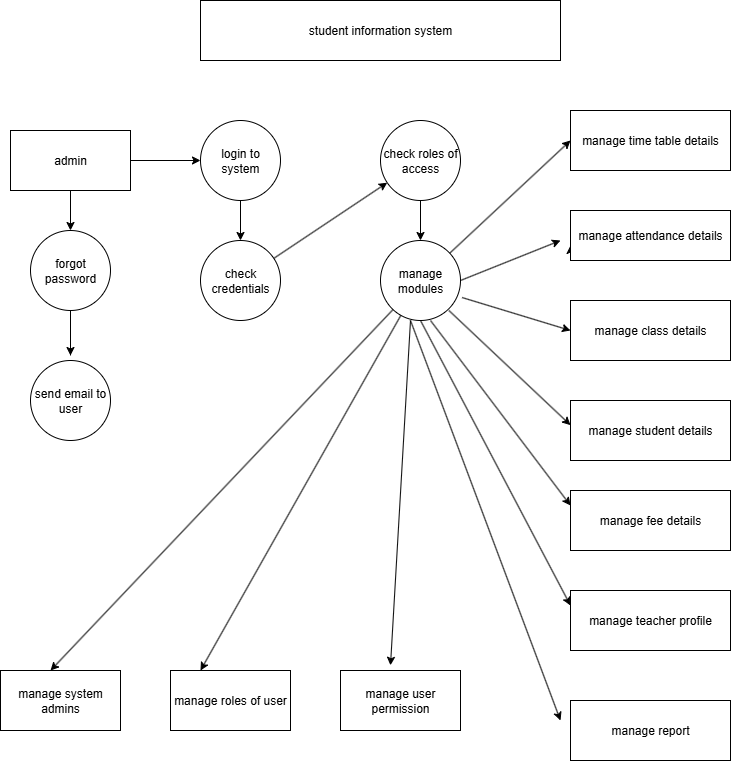 student information system
admin
login to
system
check roles of
access
manage time table details
manage attendance details
forgot
password
check
credentials
manage
modules
manage class details
send email to
user
manage student details
manage fee details
manage teacher profile
manage system
admins
manage roles of user
manage user
permission
manage report